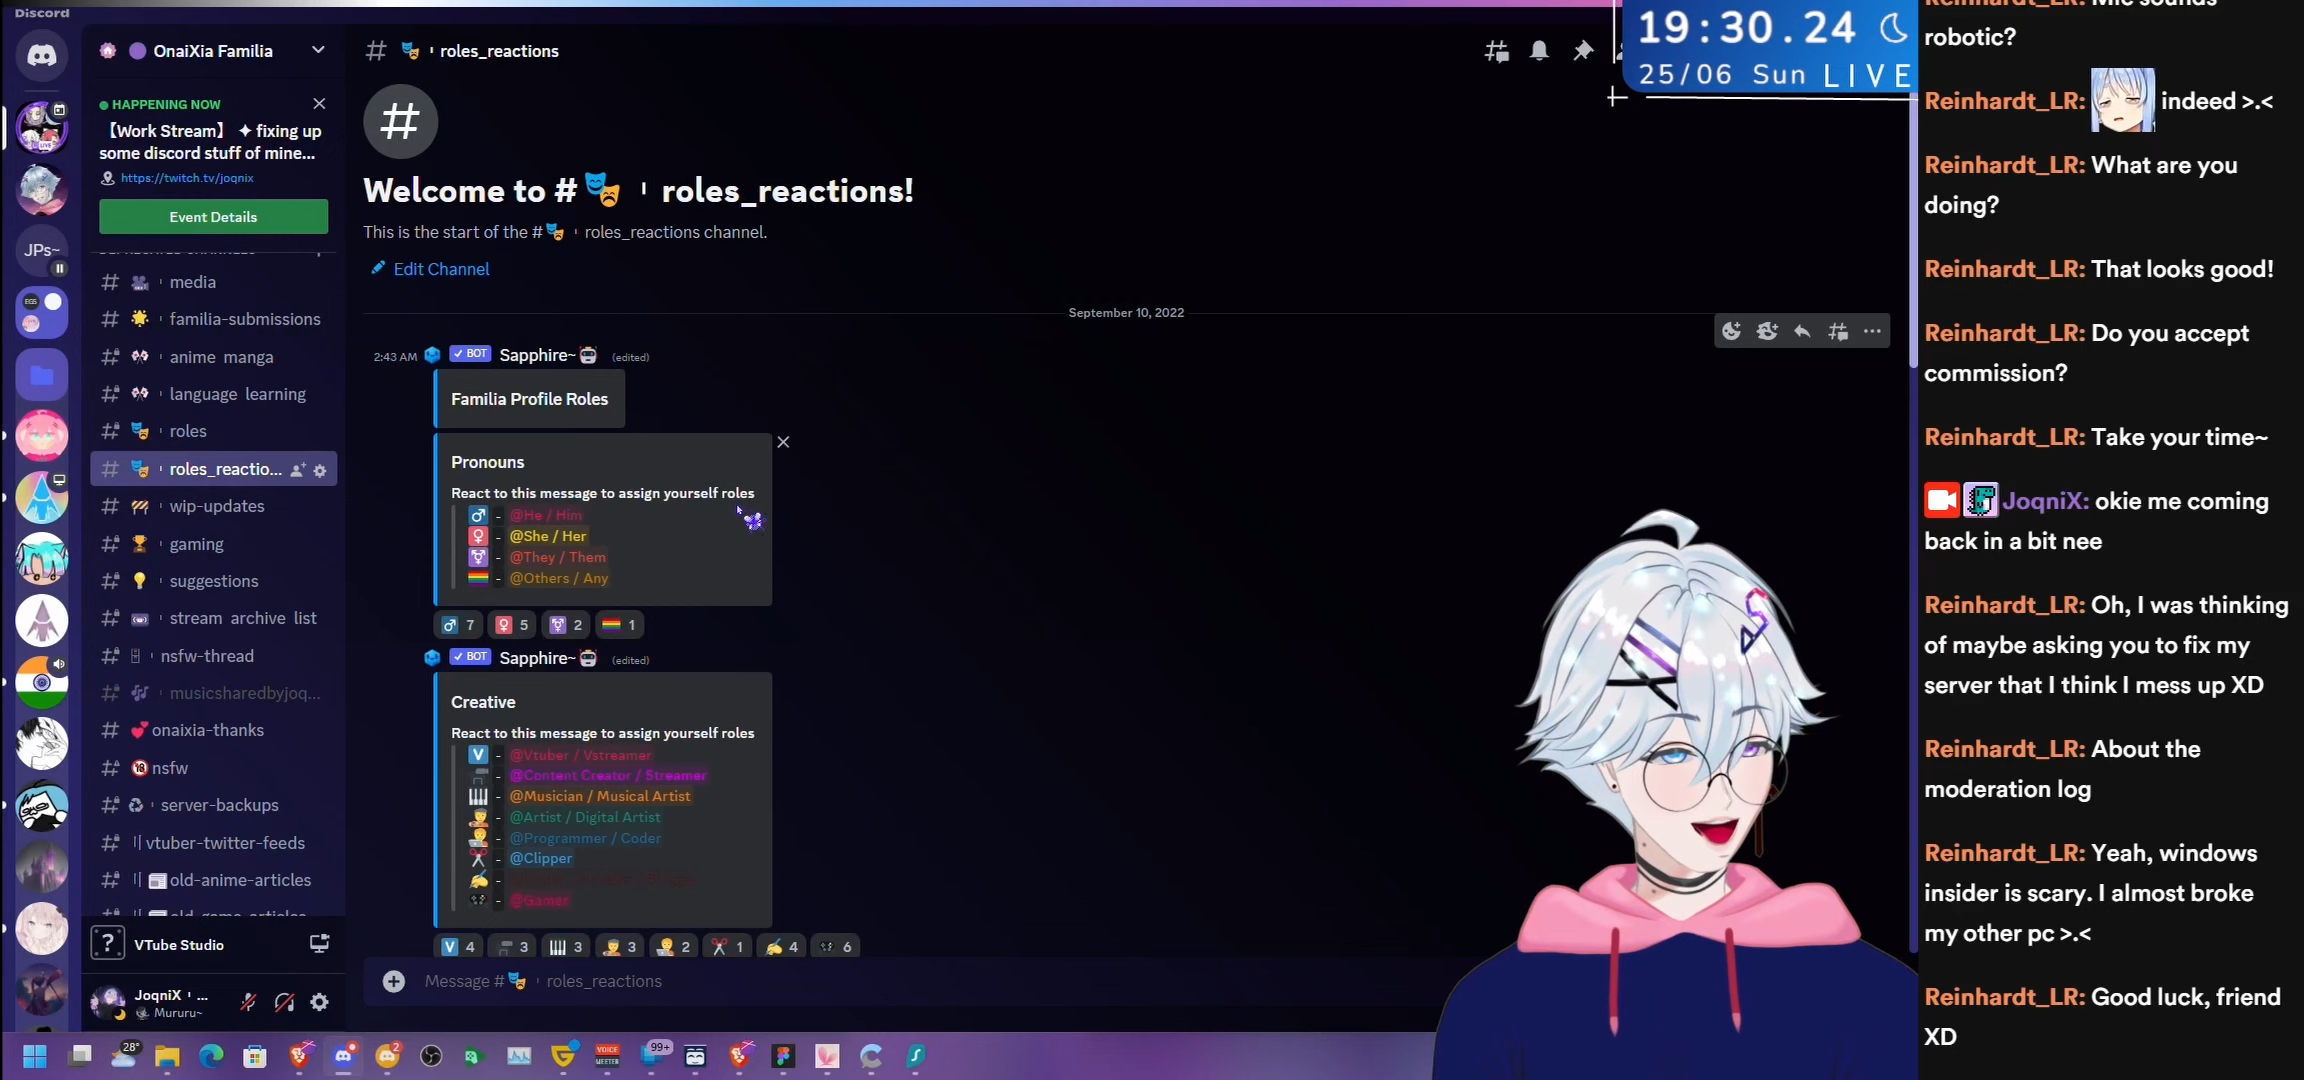 Discord
OnaiXia Familia
HAPPENING NOW
【Work Stream】 ✦ fixing up
some discord stuff of mine...
https://twitch.tv/joqnix
Event Details
JPs~
EGS
media
familia-submissions
anime manga
language learning
roles
roles_reactio...
wip-updates
gaming
suggestions
stream archive list
nsfw-thread
musicsharedbyjoq...
onaixia-thanks
nsfw
server-backups
vtuber-twitter-feeds
old-anime-articles
VTube Studio
JoqniX ╵ ...
Mururu~
# 🎭 ╵ roles_reactions
Welcome to #🎭 ╵ roles_reactions!
This is the start of the #🎭 ╵ roles_reactions channel.
Edit Channel
September 10, 2022
2:43 AM ✓ BOT Sapphire~ (edited)
Familia Profile Roles
Pronouns
React to this message to assign yourself roles
♂ - @He / Him
♀ - @She / Her
⚧ - @They / Them
- @Others / Any
7 5 2 1
✓ BOT Sapphire~ (edited)
Creative
React to this message to assign yourself roles
V - @Vtuber / Vstreamer
- @Content Creator / Streamer
- @Musician / Musical Artist
- @Artist / Digital Artist
- @Programmer / Coder
- @Clipper
- @Gamer
V 4 3 3 3 2 1 4 6
Message #🎭 ╵ roles_reactions
28°
2
VOICE
MEETER
99+
19:30.24
25/06 Sun LIVE
robotic?
Reinhardt_LR: indeed >.<
Reinhardt_LR: What are you
doing?
Reinhardt_LR: That looks good!
Reinhardt_LR: Do you accept
commission?
Reinhardt_LR: Take your time~
JoqniX: okie me coming
back in a bit nee
Reinhardt_LR: Oh, I was thinking
of maybe asking you to fix my
server that I think I mess up XD
Reinhardt_LR: About the
moderation log
Reinhardt_LR: Yeah, windows
insider is scary. I almost broke
my other pc >.<
Reinhardt_LR: Good luck, friend
XD